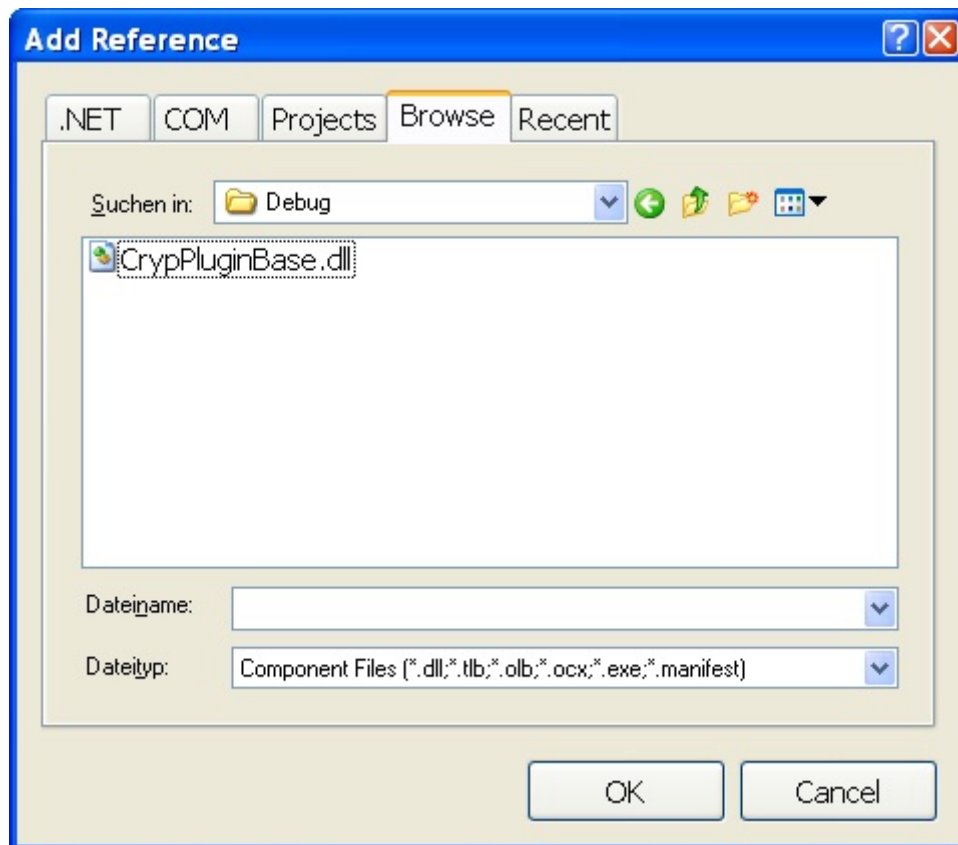 Add Reference
.NET COM Projects Browse Recent
Suchen in: Debug
CrypPluginBase.dll
Dateiname:
Dateityp: Component Files (*.dll;*.tlb;*.olb;*.ocx;*.exe;*.manifest)
OK Cancel